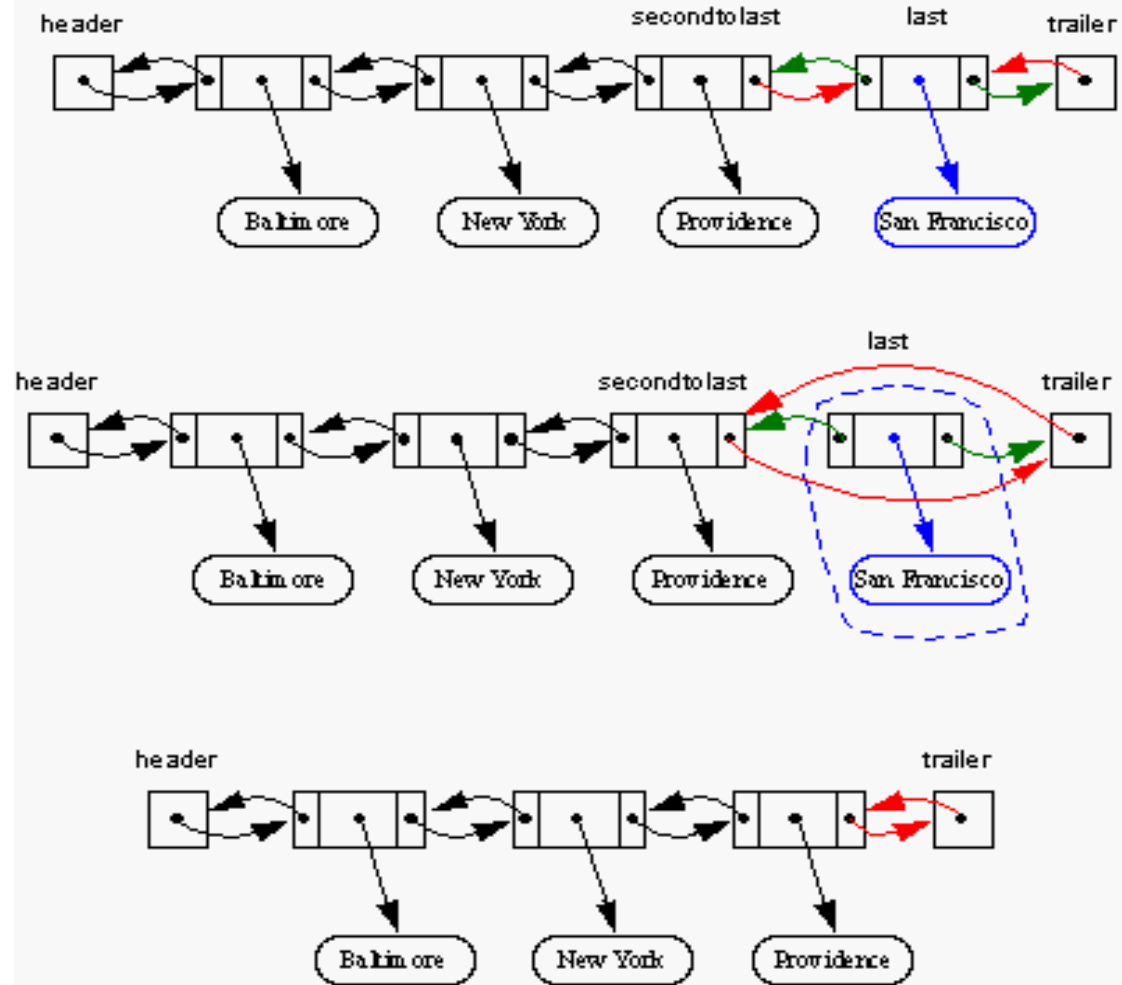 header secondtolast last trailer
Baltimore New York Providence San Francisco
last
header secondtolast trailer
Baltimore New York Providence San Francisco
header trailer
Baltimore New York Providence